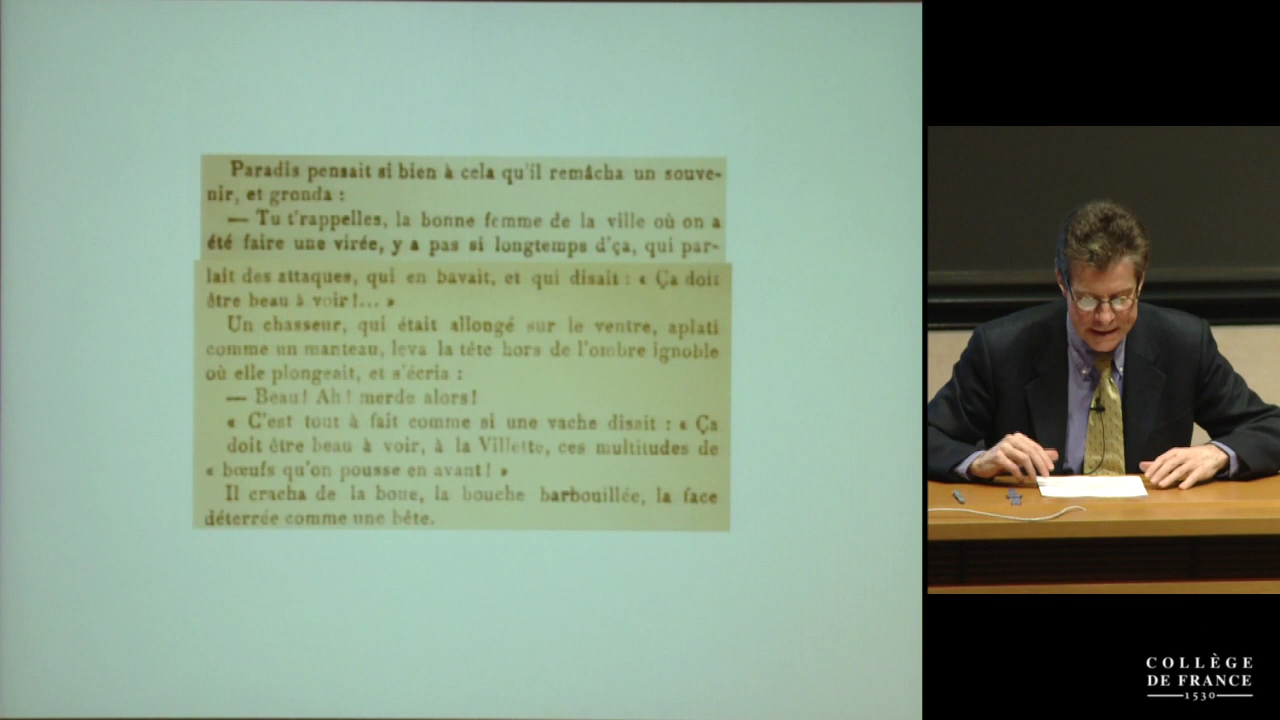 Paradis pensait si bien à cela qu'il remâcha un souve-
nir, et gronda :
— Tu t'rappelles, la bonne femme de la ville où on a
été faire une virée, y a pas si longtemps d'ça, qui par-
lait des attaques, qui en bavait, et qui disait : « Ça doit
être beau à voir !... »
Un chasseur, qui était allongé sur le ventre, aplati
comme un manteau, leva la tête hors de l'ombre ignoble
où elle plongeait, et s'écria :
— Beau ! Ah ! merde alors !
« C'est tout à fait comme si une vache disait : « Ça
doit être beau à voir, à la Villette, ces multitudes de
« bœufs qu'on pousse en avant ! »
Il cracha de la boue, la bouche barbouillée, la face
déterrée comme une bête.
COLLÈGE
DE FRANCE
1530